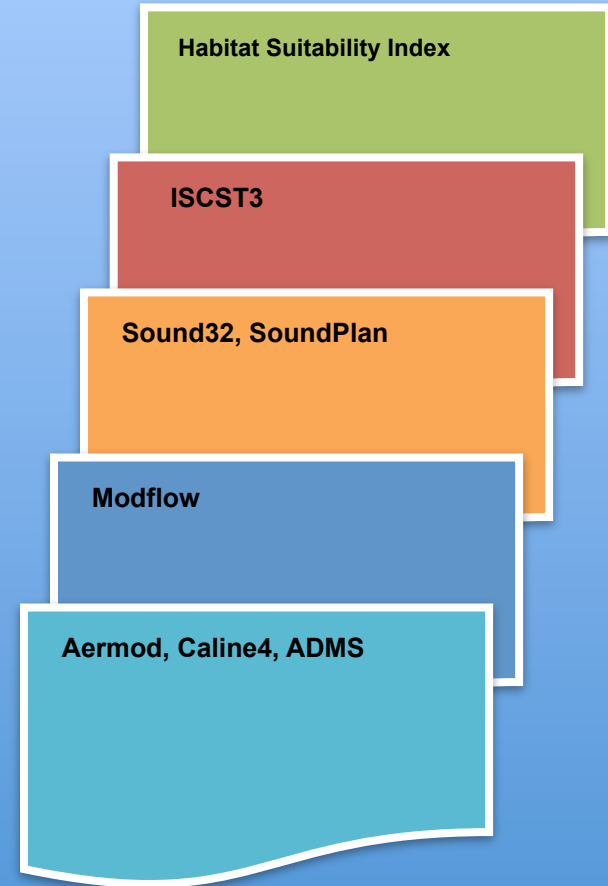 Habitat Suitability Index
ISCST3
Sound32, SoundPlan
Modflow
Aermod, Caline4, ADMS